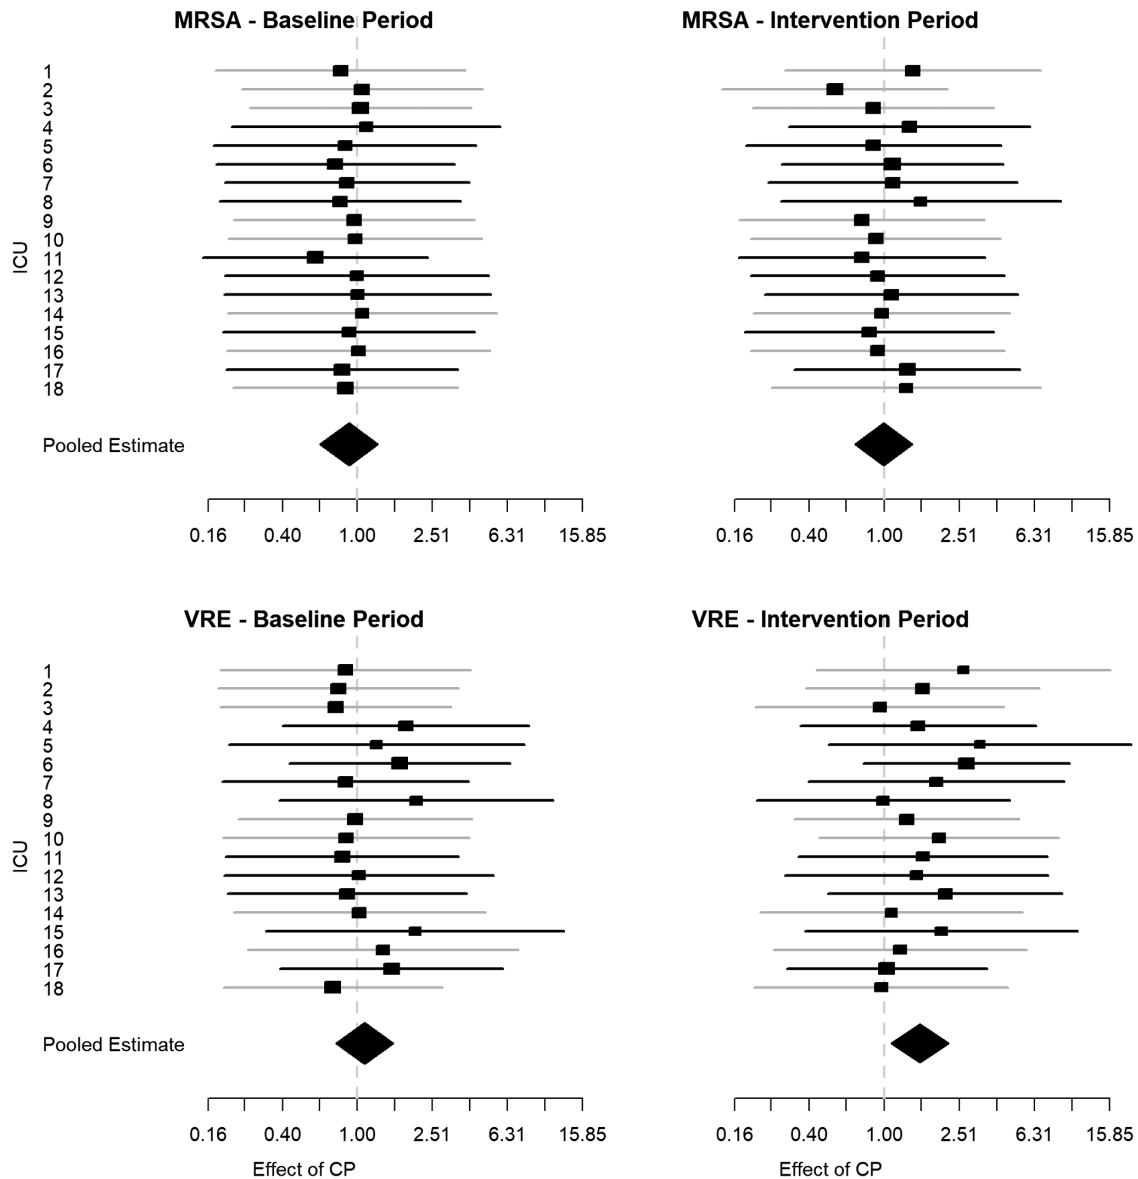 MRSA - Baseline Period
MRSA - Intervention Period
1
2
3
4
5
6
7
8
9
10
11
12
13
14
15
16
17
18
ICU
Pooled Estimate
0.16 0.40 1.00 2.51 6.31 15.85
0.16 0.40 1.00 2.51 6.31 15.85
VRE - Baseline Period
VRE - Intervention Period
1
2
3
4
5
6
7
8
9
10
11
12
13
14
15
16
17
18
ICU
Pooled Estimate
0.16 0.40 1.00 2.51 6.31 15.85
0.16 0.40 1.00 2.51 6.31 15.85
Effect of CP
Effect of CP